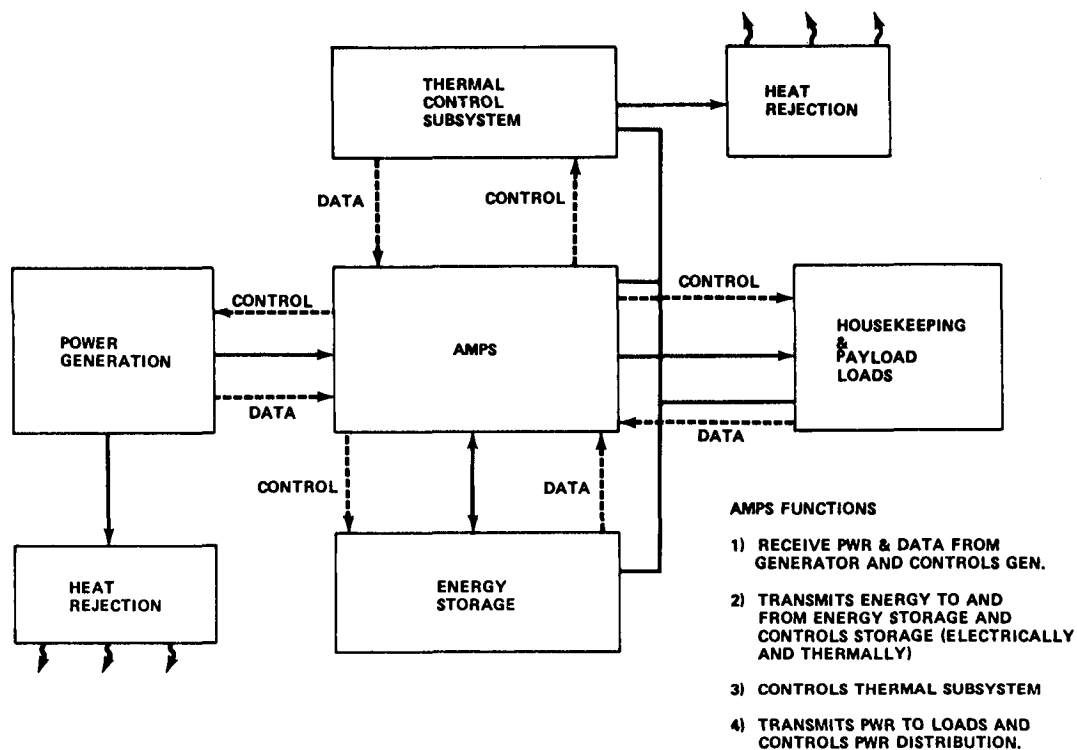 THERMAL
CONTROL
SUBSYSTEM
HEAT
REJECTION
DATA
CONTROL
CONTROL
CONTROL
POWER
GENERATION
AMPS
HOUSEKEEPING
&
PAYLOAD
LOADS
DATA
DATA
CONTROL
DATA
HEAT
REJECTION
ENERGY
STORAGE
AMPS FUNCTIONS
1) RECEIVE PWR & DATA FROM
GENERATOR AND CONTROLS GEN.
2) TRANSMITS ENERGY TO AND
FROM ENERGY STORAGE AND
CONTROLS STORAGE (ELECTRICALLY
AND THERMALLY)
3) CONTROLS THERMAL SUBSYSTEM
4) TRANSMITS PWR TO LOADS AND
CONTROLS PWR DISTRIBUTION.